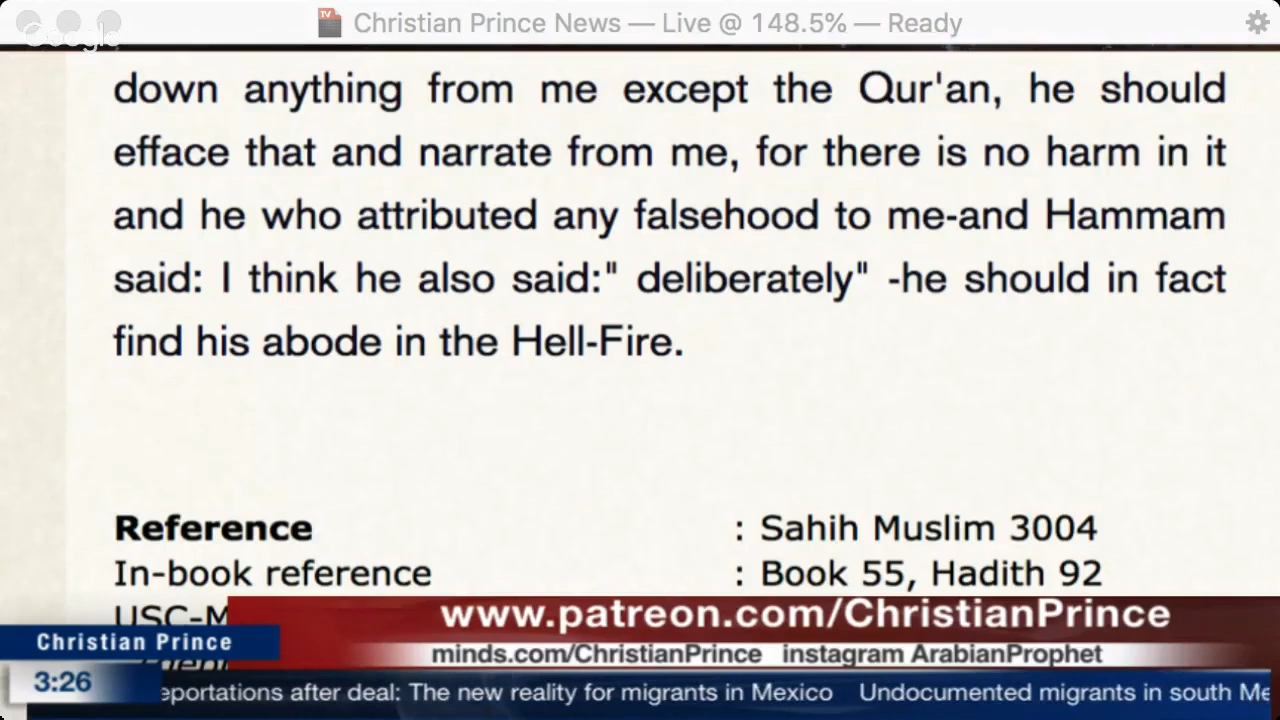 Christian Prince News — Live @ 148.5% — Ready
Google
down anything from me except the Qur'an, he should
efface that and narrate from me, for there is no harm in it
and he who attributed any falsehood to me-and Hammam
said: I think he also said:" deliberately" -he should in fact
find his abode in the Hell-Fire.
Reference : Sahih Muslim 3004
In-book reference : Book 55, Hadith 92
USC-M
www.patreon.com/ChristianPrince
Christian Prince
minds.com/ChristianPrince instagram ArabianProphet
3:26
eportations after deal: The new reality for migrants in Mexico Undocumented migrants in south Me